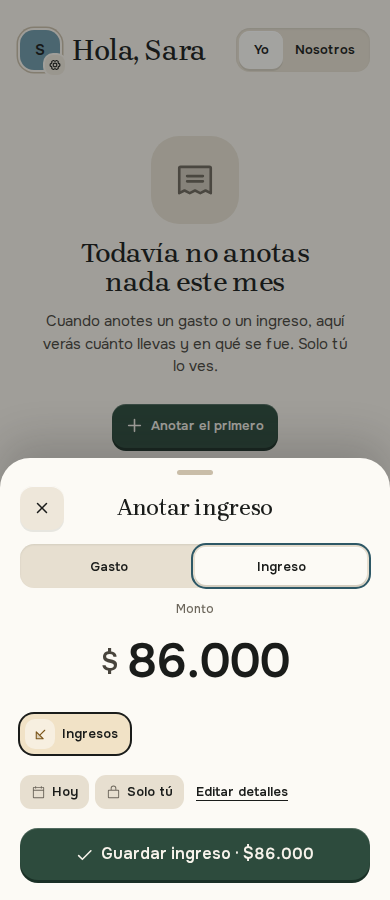 S
Hola, Sara
Yo
Nosotros
Todavía no anotas
nada este mes
Cuando anotes un gasto o un ingreso, aquí
verás cuánto llevas y en qué se fue. Solo tú
lo ves.
Anotar el primero
Anotar ingreso
Gasto
Ingreso
Monto
$ 86.000
Ingresos
Hoy
Solo tú
Editar detalles
Guardar ingreso · $86.000